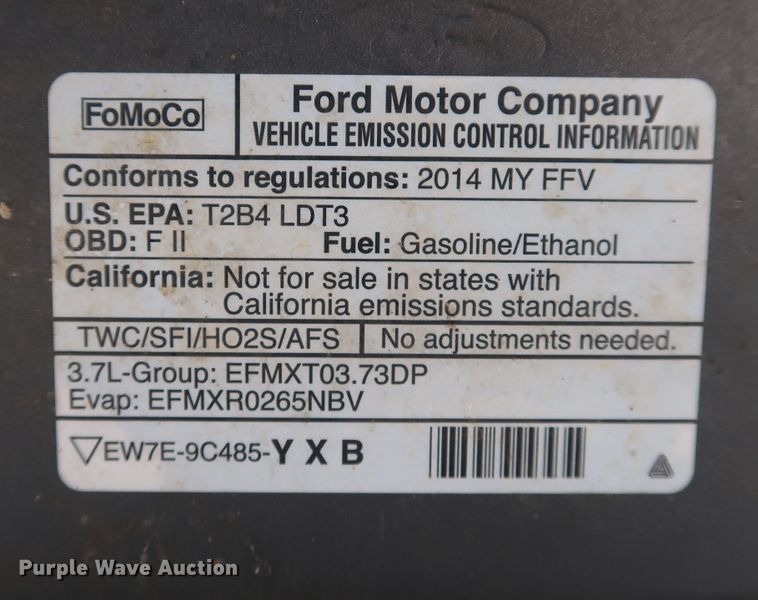 FoMoCo
Ford Motor Company
VEHICLE EMISSION CONTROL INFORMATION
Conforms to regulations: 2014 MY FFV
U.S. EPA: T2B4 LDT3
OBD: F II Fuel: Gasoline/Ethanol
California: Not for sale in states with
California emissions standards.
TWC/SFI/HO2S/AFS No adjustments needed.
3.7L-Group: EFMXT03.73DP
Evap: EFMXR0265NBV
EW7E-9C485-Y X B
Purple Wave Auction